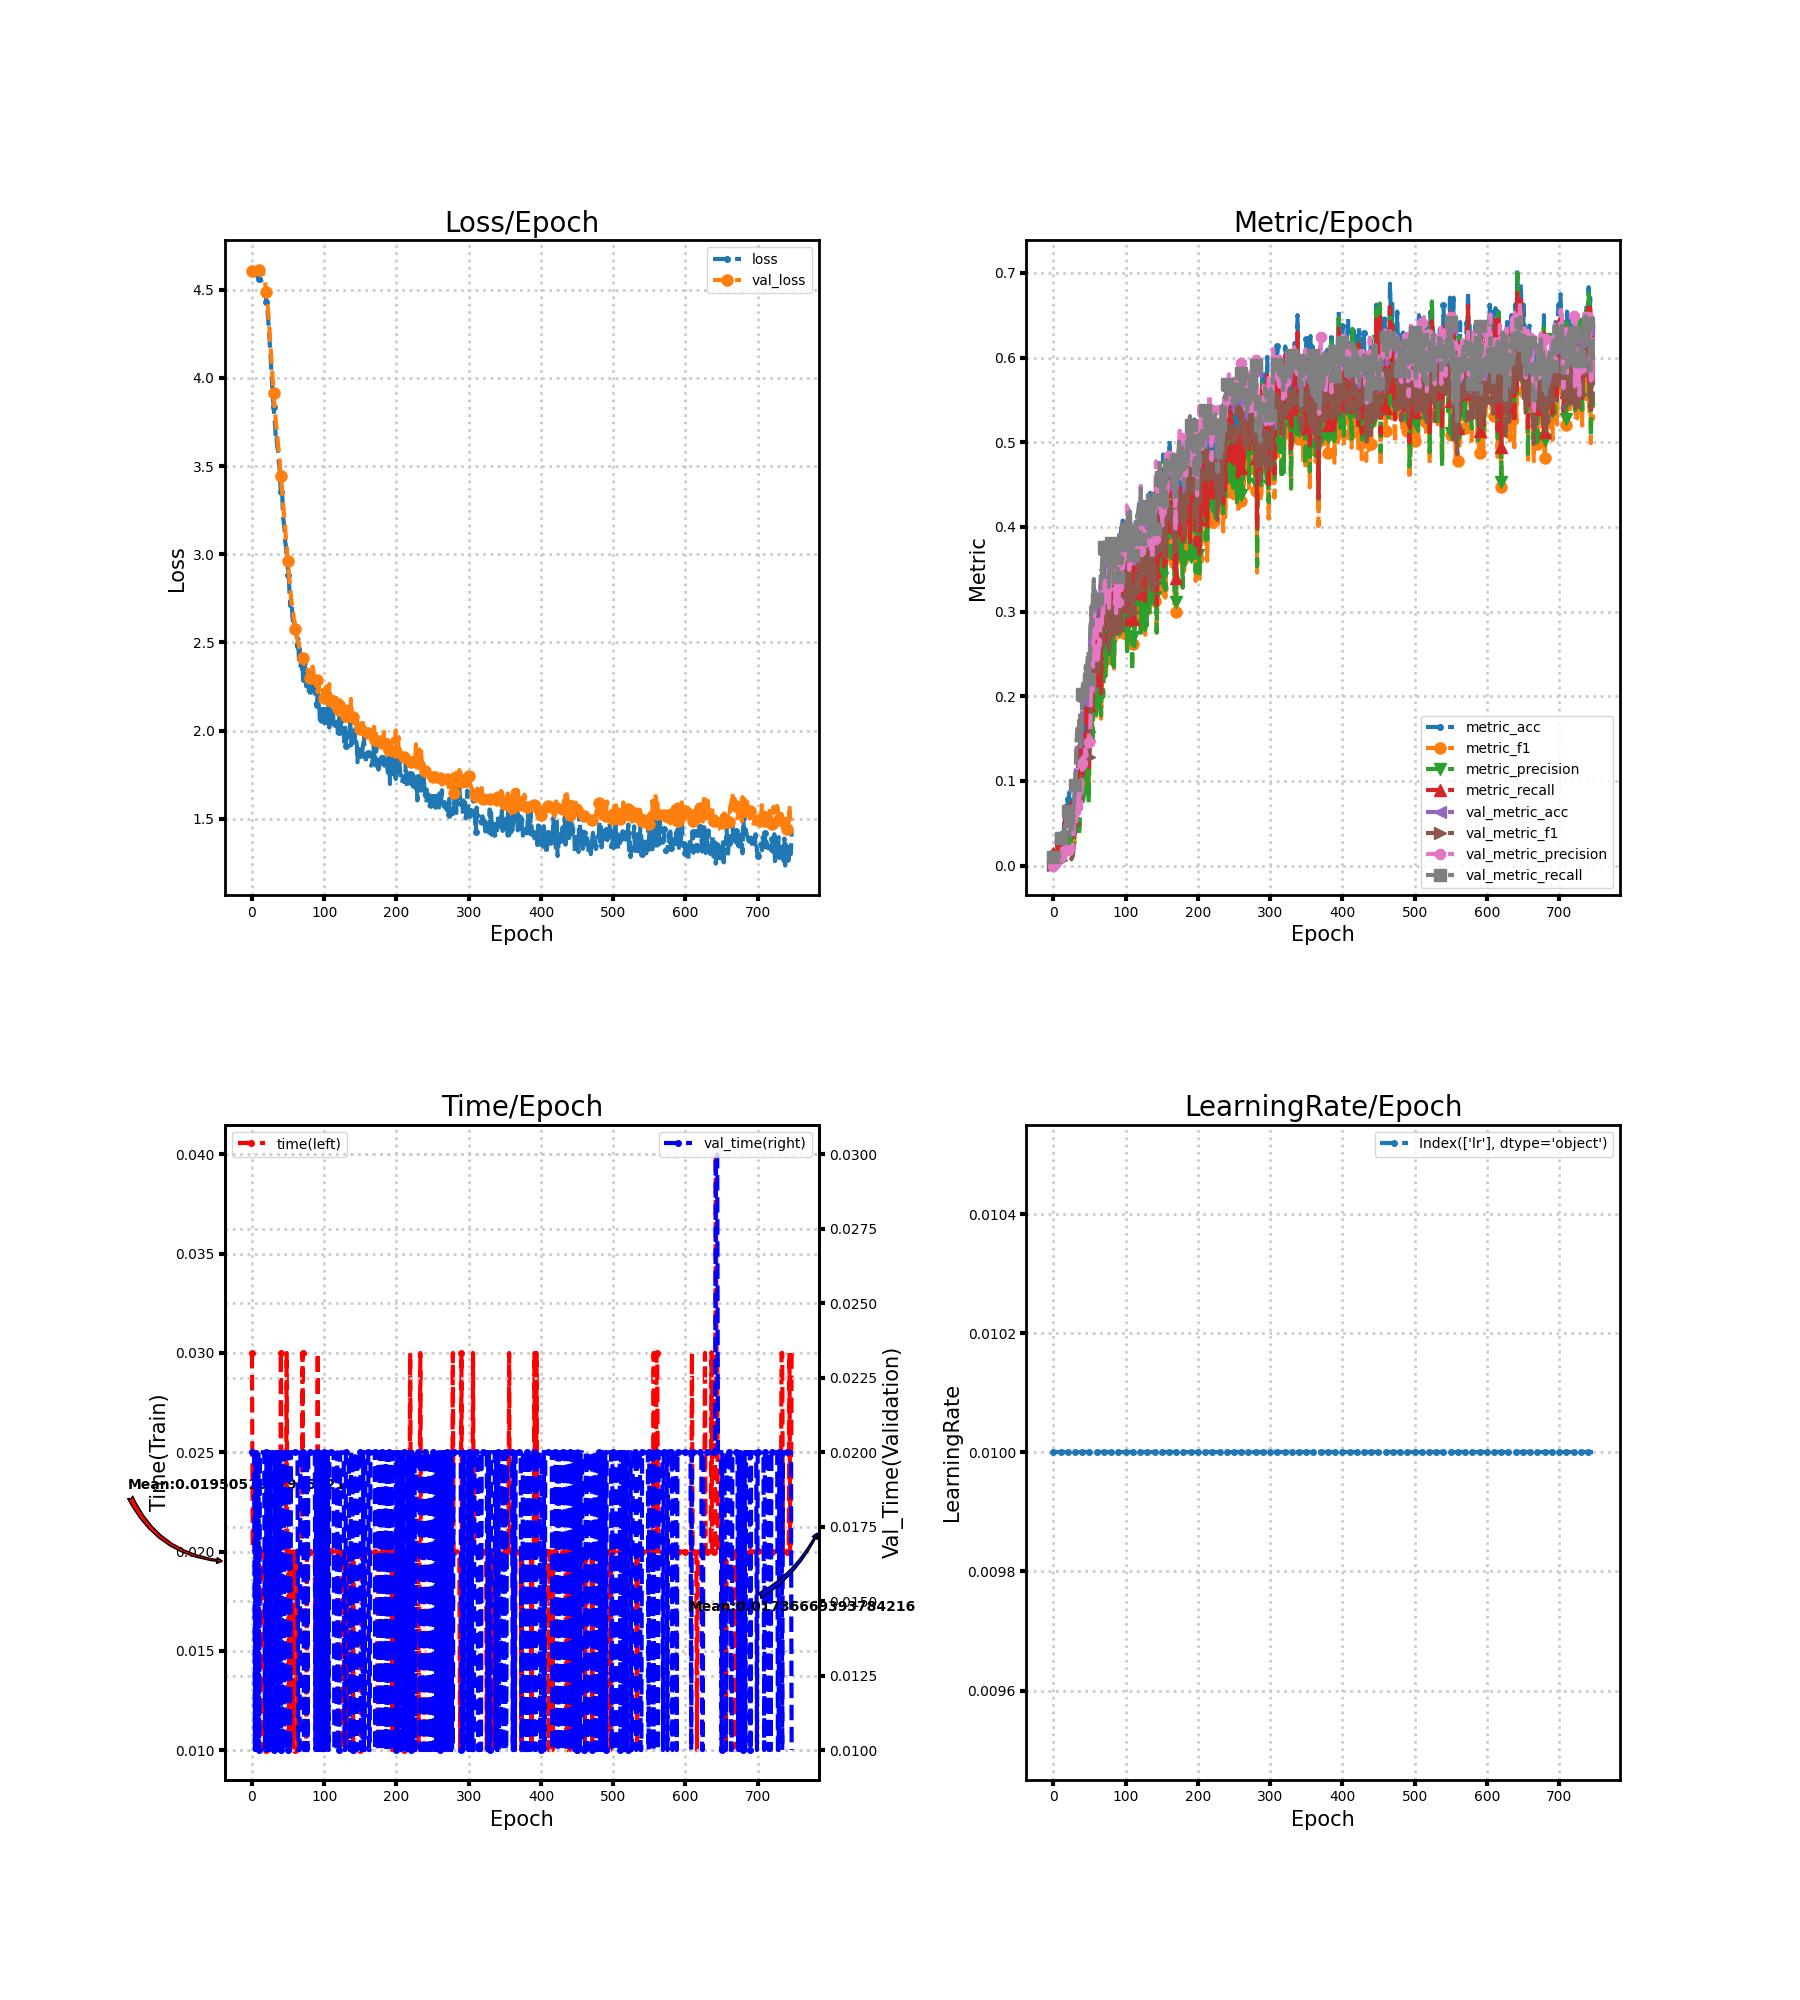 Loss/Epoch
4.5
4.0
3.5
3.0
2.5
2.0
1.5
Loss
0
100
200
300
400
500
600
700
Epoch
loss
val_loss
Metric/Epoch
0.7
0.6
0.5
0.4
0.3
0.2
0.1
0.0
Metric
0
100
200
300
400
500
600
700
Epoch
metric_acc
metric_f1
metric_precision
metric_recall
val_metric_acc
val_metric_f1
val_metric_precision
val_metric_recall
Time/Epoch
time(left)
val_time(right)
0.040
0.035
0.030
0.025
0.020
0.015
0.010
Time(Train)
0.0300
0.0275
0.0250
0.0225
0.0200
0.0175
0.0150
0.0125
0.0100
Val_Time(Validation)
Mean:0.01736669393784216
0
100
200
300
400
500
600
700
Epoch
LearningRate/Epoch
Index(['lr'], dtype='object')
0.0104
0.0102
0.0100
0.0098
0.0096
LearningRate
0
100
200
300
400
500
600
700
Epoch